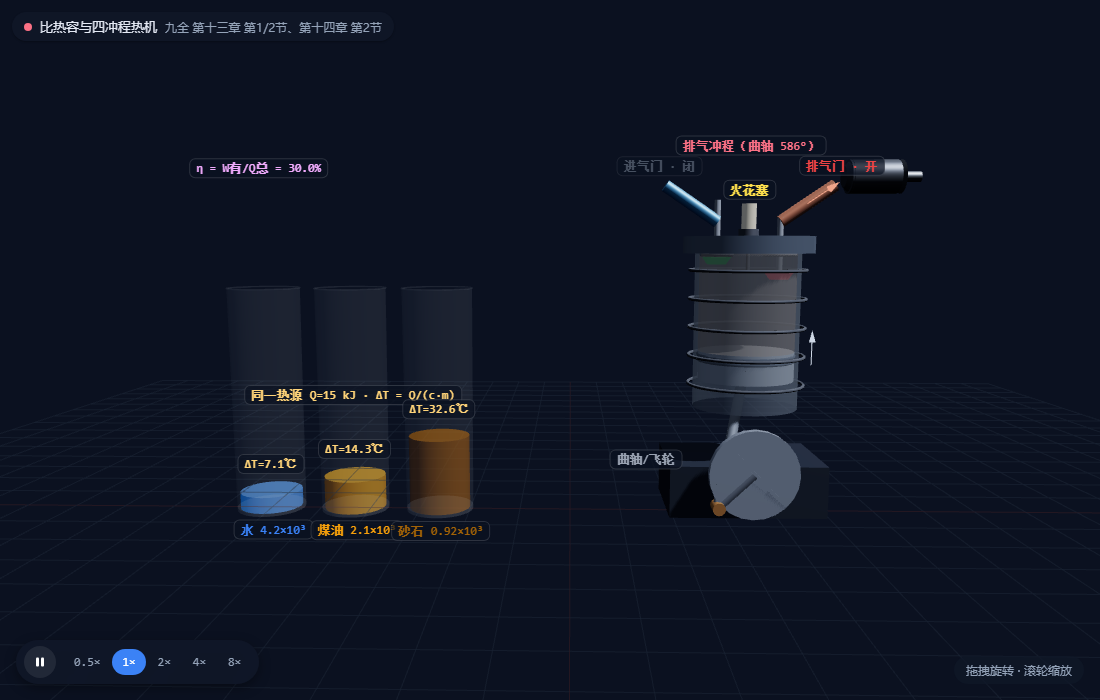 比热容与四冲程热机 九全 第十三章 第1/2节、第十四章 第2节
η = W有/Q总 = 30.0%
排气冲程 (曲轴 586°)
进气门 · 闭
排气门 · 开
火花塞
同一热源 Q=15 kJ · ΔT = Q/(c·m)
ΔT=32.6℃
ΔT=14.3℃
ΔT=7.1℃
曲轴/飞轮
水 4.2×10³
煤油 2.1×10
砂石 0.92×10³
0.5× 1× 2× 4× 8×
拖拽旋转 · 滚轮缩放